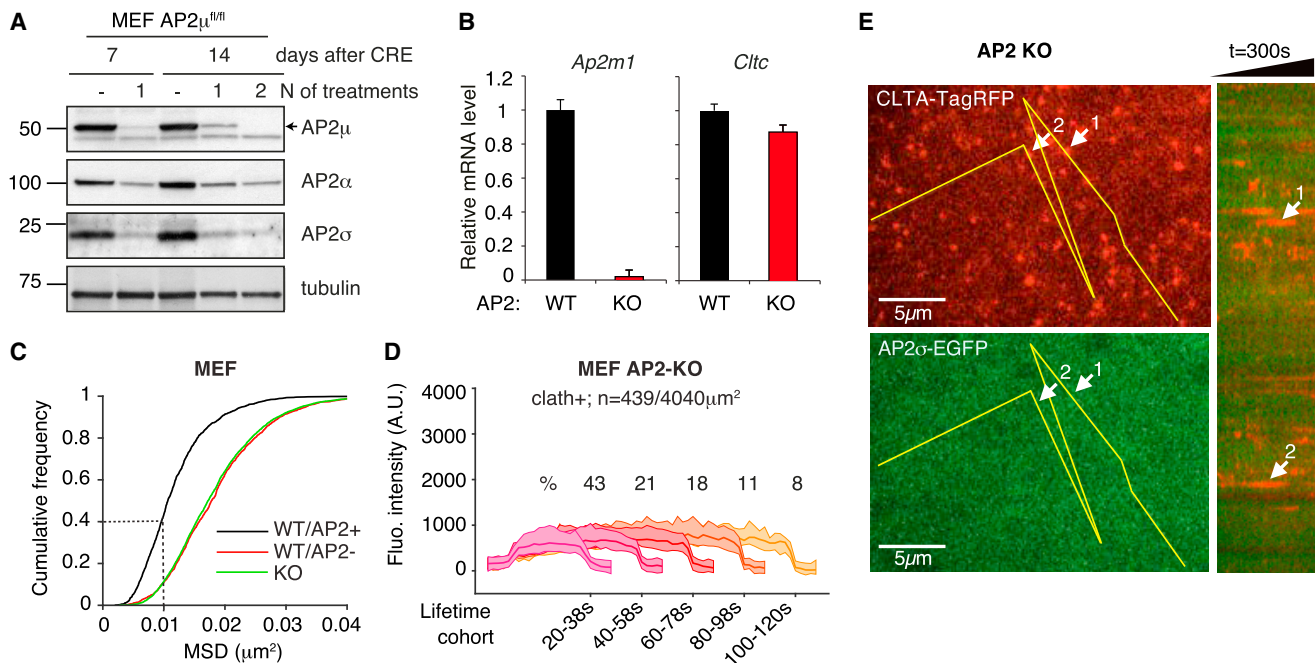 A
MEF AP2μfl/fl
7 14 days after CRE
- 1 - 1 2 N of treatments
50 AP2μ
100 AP2α
25 AP2σ
75 tubulin
B
Ap2m1 Cltc
Relative mRNA level
1.2
1
0.8
0.6
0.4
0.2
0
AP2: WT KO WT KO
C
MEF
Cumulative frequency
1
0.8
0.6
0.4
0.2
0
WT/AP2+
WT/AP2-
KO
0 0.01 0.02 0.03 0.04
MSD (μm²)
D
MEF AP2-KO
clath+; n=439/4040μm²
Fluo. intensity (A.U.)
4000
3000
2000
1000
0
% 43 21 18 11 8
Lifetime cohort
20-38s
40-58s
60-78s
80-98s
100-120s
E
AP2 KO
t=300s
CLTA-TagRFP
2 1
5μm
AP2σ-EGFP
2 1
5μm
1
2